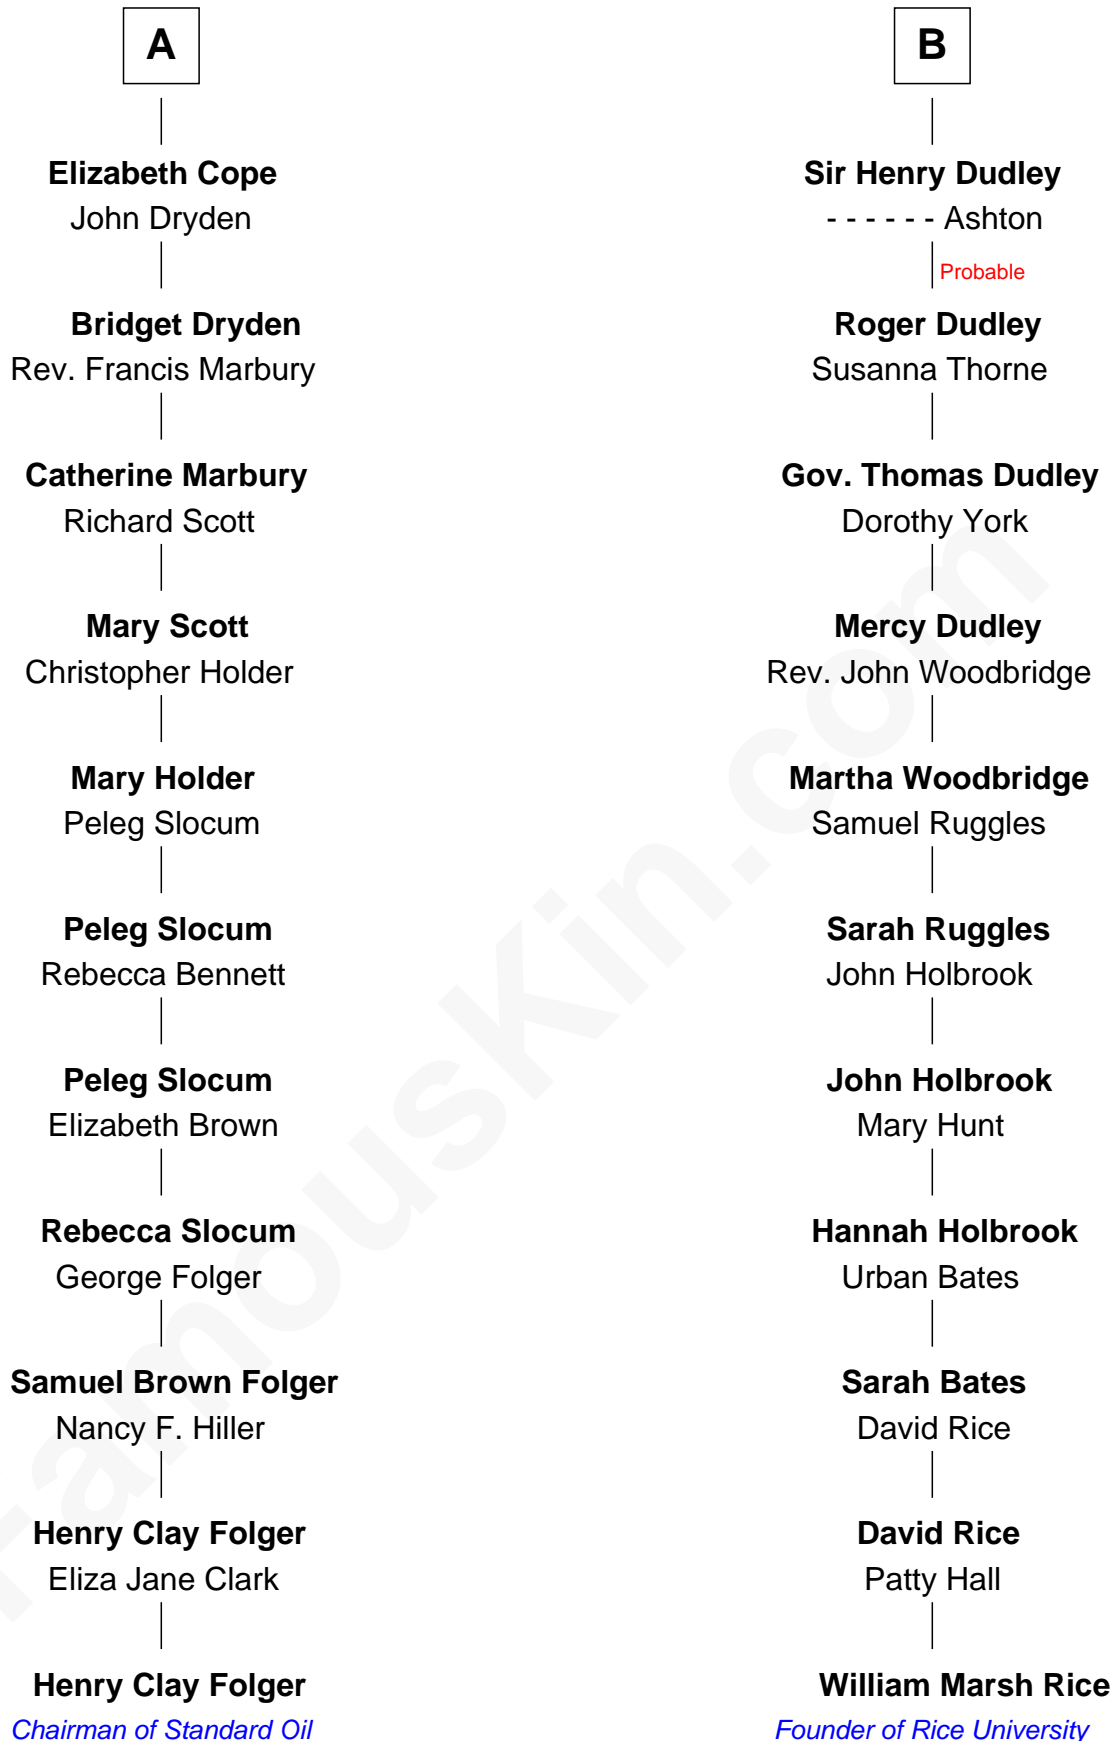 A
Elizabeth Cope
John Dryden
Bridget Dryden
Rev. Francis Marbury
Catherine Marbury
Richard Scott
Mary Scott
Christopher Holder
Mary Holder
Peleg Slocum
Peleg Slocum
Rebecca Bennett
Peleg Slocum
Elizabeth Brown
Rebecca Slocum
George Folger
Samuel Brown Folger
Nancy F. Hiller
Henry Clay Folger
Eliza Jane Clark
Henry Clay Folger
Chairman of Standard Oil
B
Sir Henry Dudley
- - - - - - Ashton
Probable
Roger Dudley
Susanna Thorne
Gov. Thomas Dudley
Dorothy York
Mercy Dudley
Rev. John Woodbridge
Martha Woodbridge
Samuel Ruggles
Sarah Ruggles
John Holbrook
John Holbrook
Mary Hunt
Hannah Holbrook
Urban Bates
Sarah Bates
David Rice
David Rice
Patty Hall
William Marsh Rice
Founder of Rice University
FamousKin.com